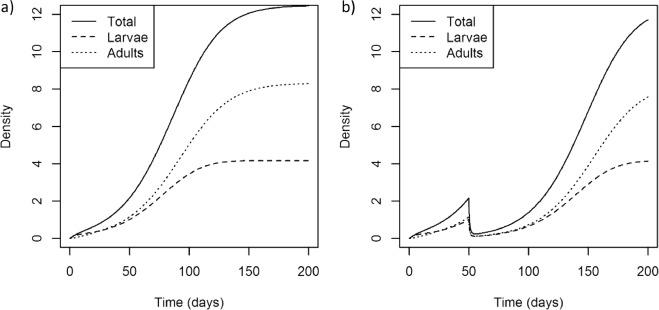 a)
Total
Larvae
Adults
12
10
8
6
4
2
0
Density
0 50 100 150 200
Time (days)
b)
Total
Larvae
Adults
12
10
8
6
4
2
0
Density
0 50 100 150 200
Time (days)